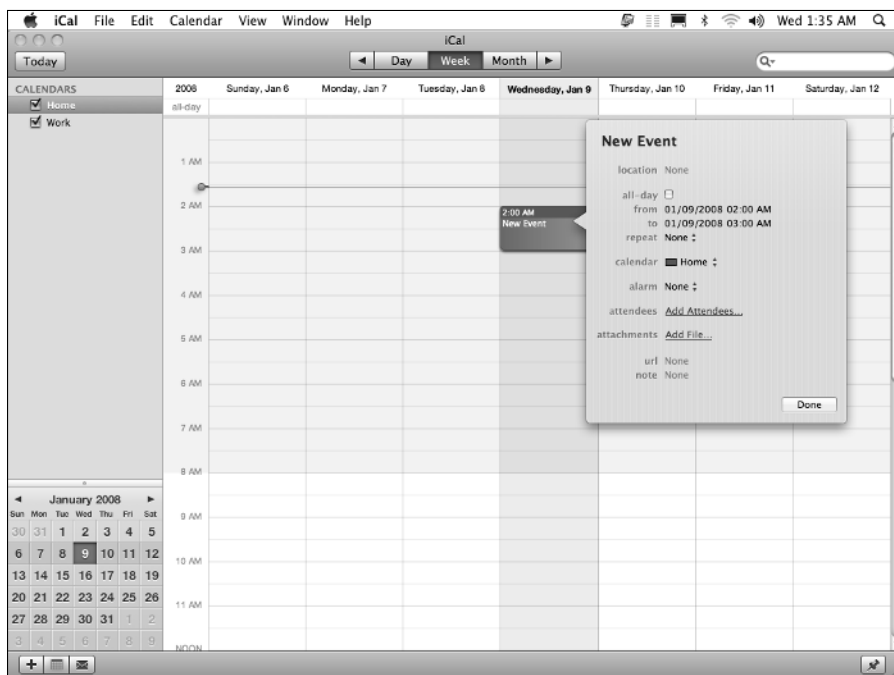 iCal File Edit Calendar View Window Help Wed 1:35 AM
iCal
Today Day Week Month
CALENDARS
Home
Work
2008 Sunday, Jan 6 Monday, Jan 7 Tuesday, Jan 8 Wednesday, Jan 9 Thursday, Jan 10 Friday, Jan 11 Saturday, Jan 12
all-day
1 AM
2 AM
3 AM
4 AM
5 AM
6 AM
7 AM
8 AM
9 AM
10 AM
11 AM
NOON
2:00 AM
New Event
New Event
location None
all-day
from 01/09/2008 02:00 AM
to 01/09/2008 03:00 AM
repeat None
calendar Home
alarm None
attendees Add Attendees...
attachments Add File...
url None
note None
Done
January 2008
Sun Mon Tue Wed Thu Fri Sat
30 31 1 2 3 4 5
6 7 8 9 10 11 12
13 14 15 16 17 18 19
20 21 22 23 24 25 26
27 28 29 30 31 1 2
3 4 5 6 7 8 9